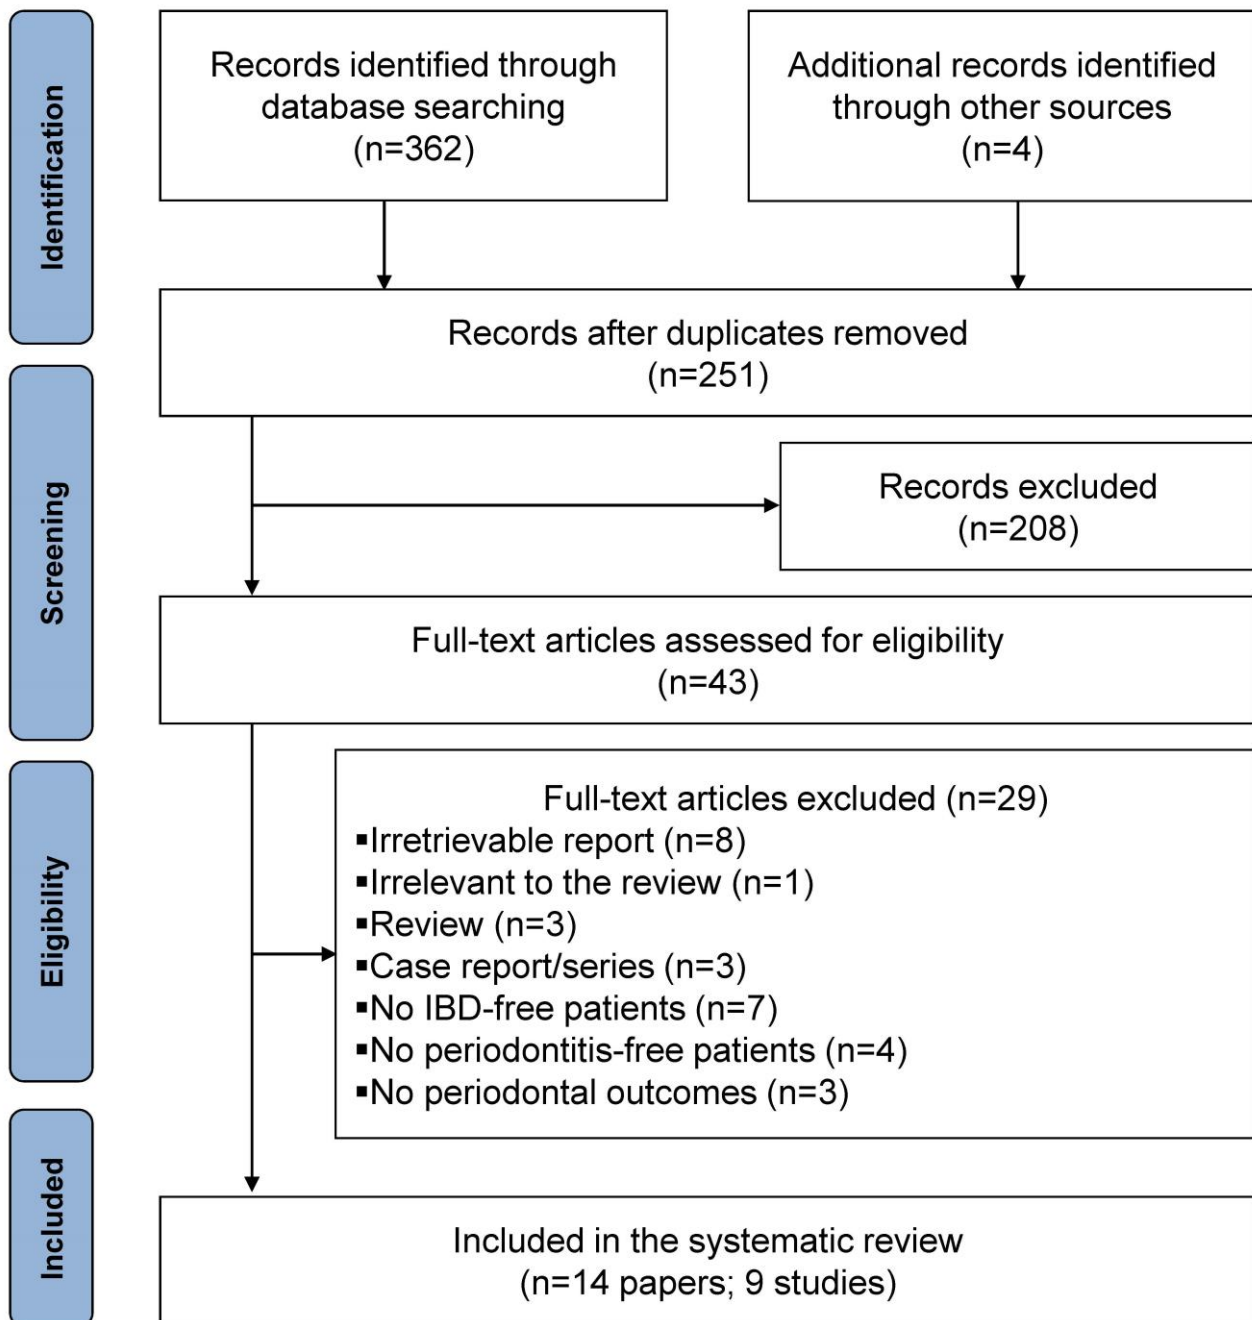 Identification
Records identified through
database searching
(n=362)
Additional records identified
through other sources
(n=4)
Records after duplicates removed
(n=251)
Screening
Records excluded
(n=208)
Full-text articles assessed for eligibility
(n=43)
Eligibility
Full-text articles excluded (n=29)
▪Irretrievable report (n=8)
▪Irrelevant to the review (n=1)
▪Review (n=3)
▪Case report/series (n=3)
▪No IBD-free patients (n=7)
▪No periodontitis-free patients (n=4)
▪No periodontal outcomes (n=3)
Included
Included in the systematic review
(n=14 papers; 9 studies)